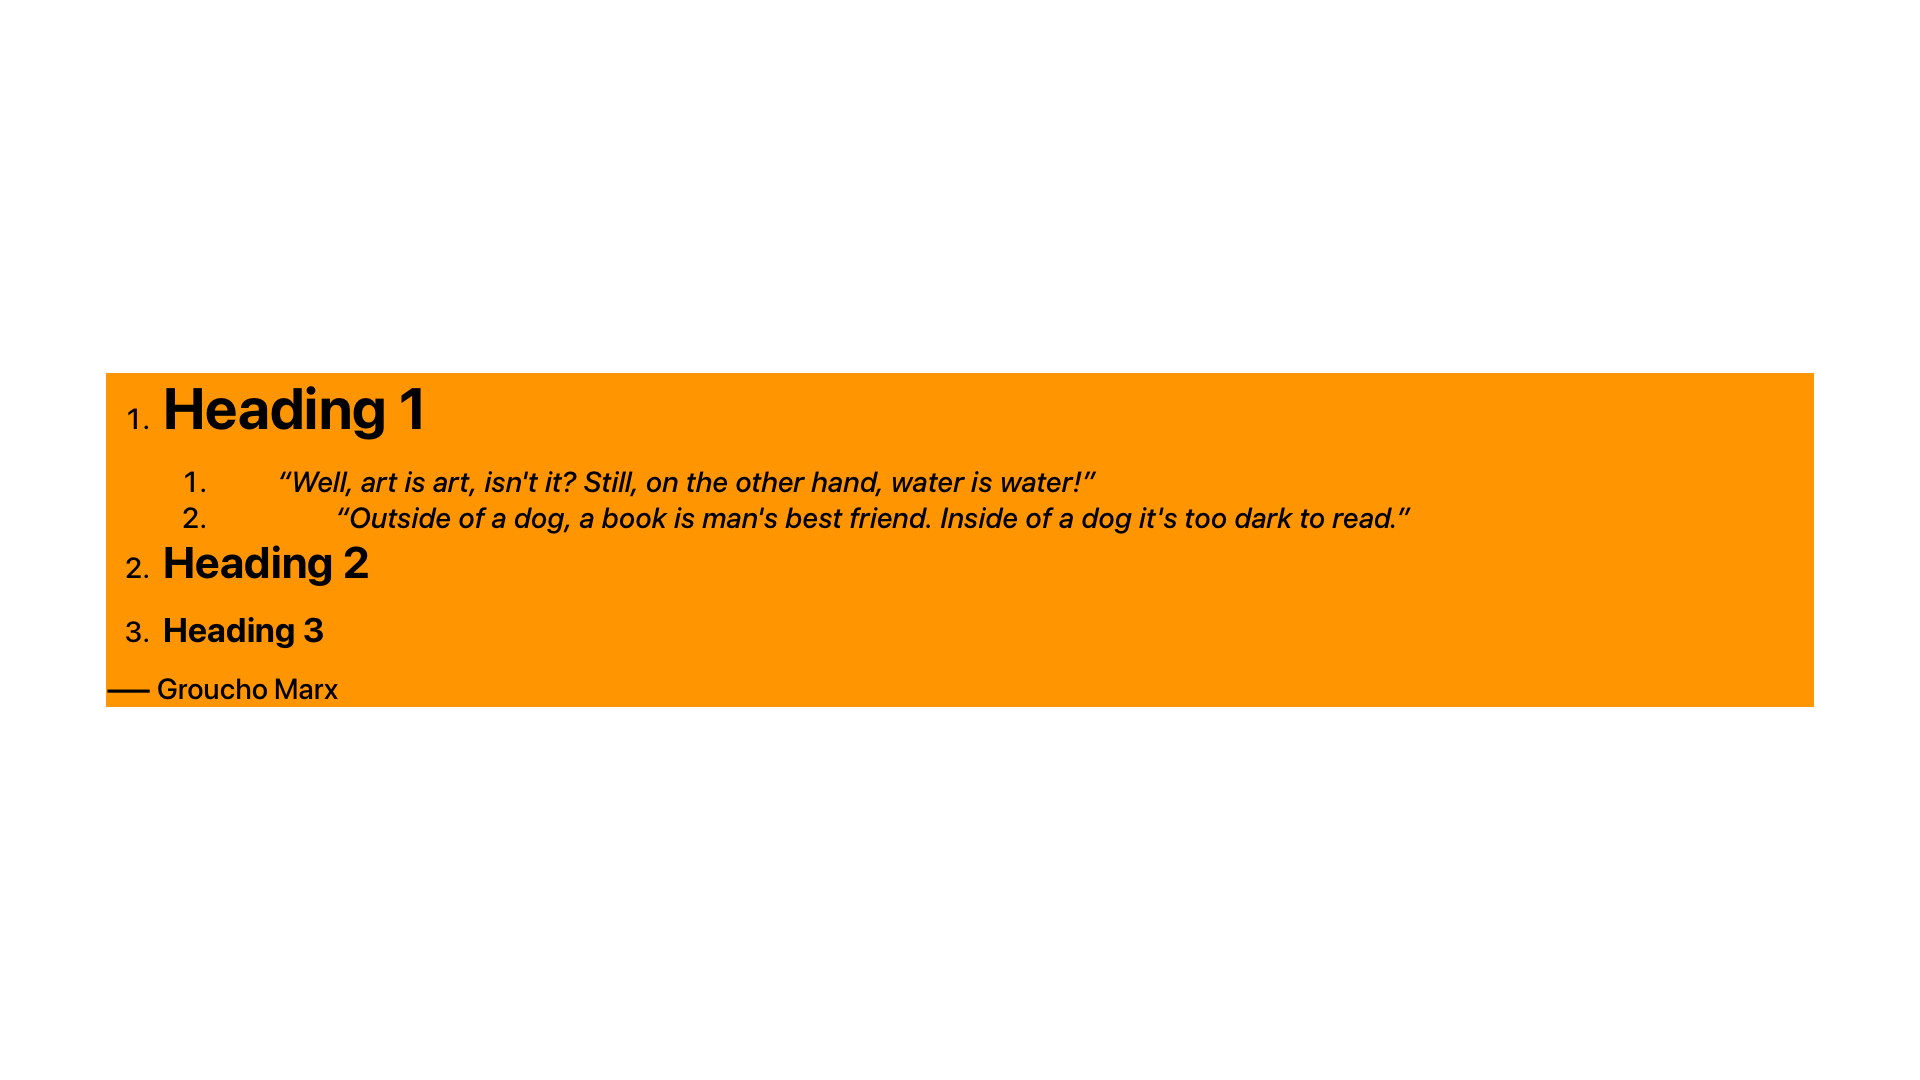 1. Heading 1
1. “Well, art is art, isn't it? Still, on the other hand, water is water!”
2. “Outside of a dog, a book is man's best friend. Inside of a dog it's too dark to read.”
2. Heading 2
3. Heading 3
—– Groucho Marx